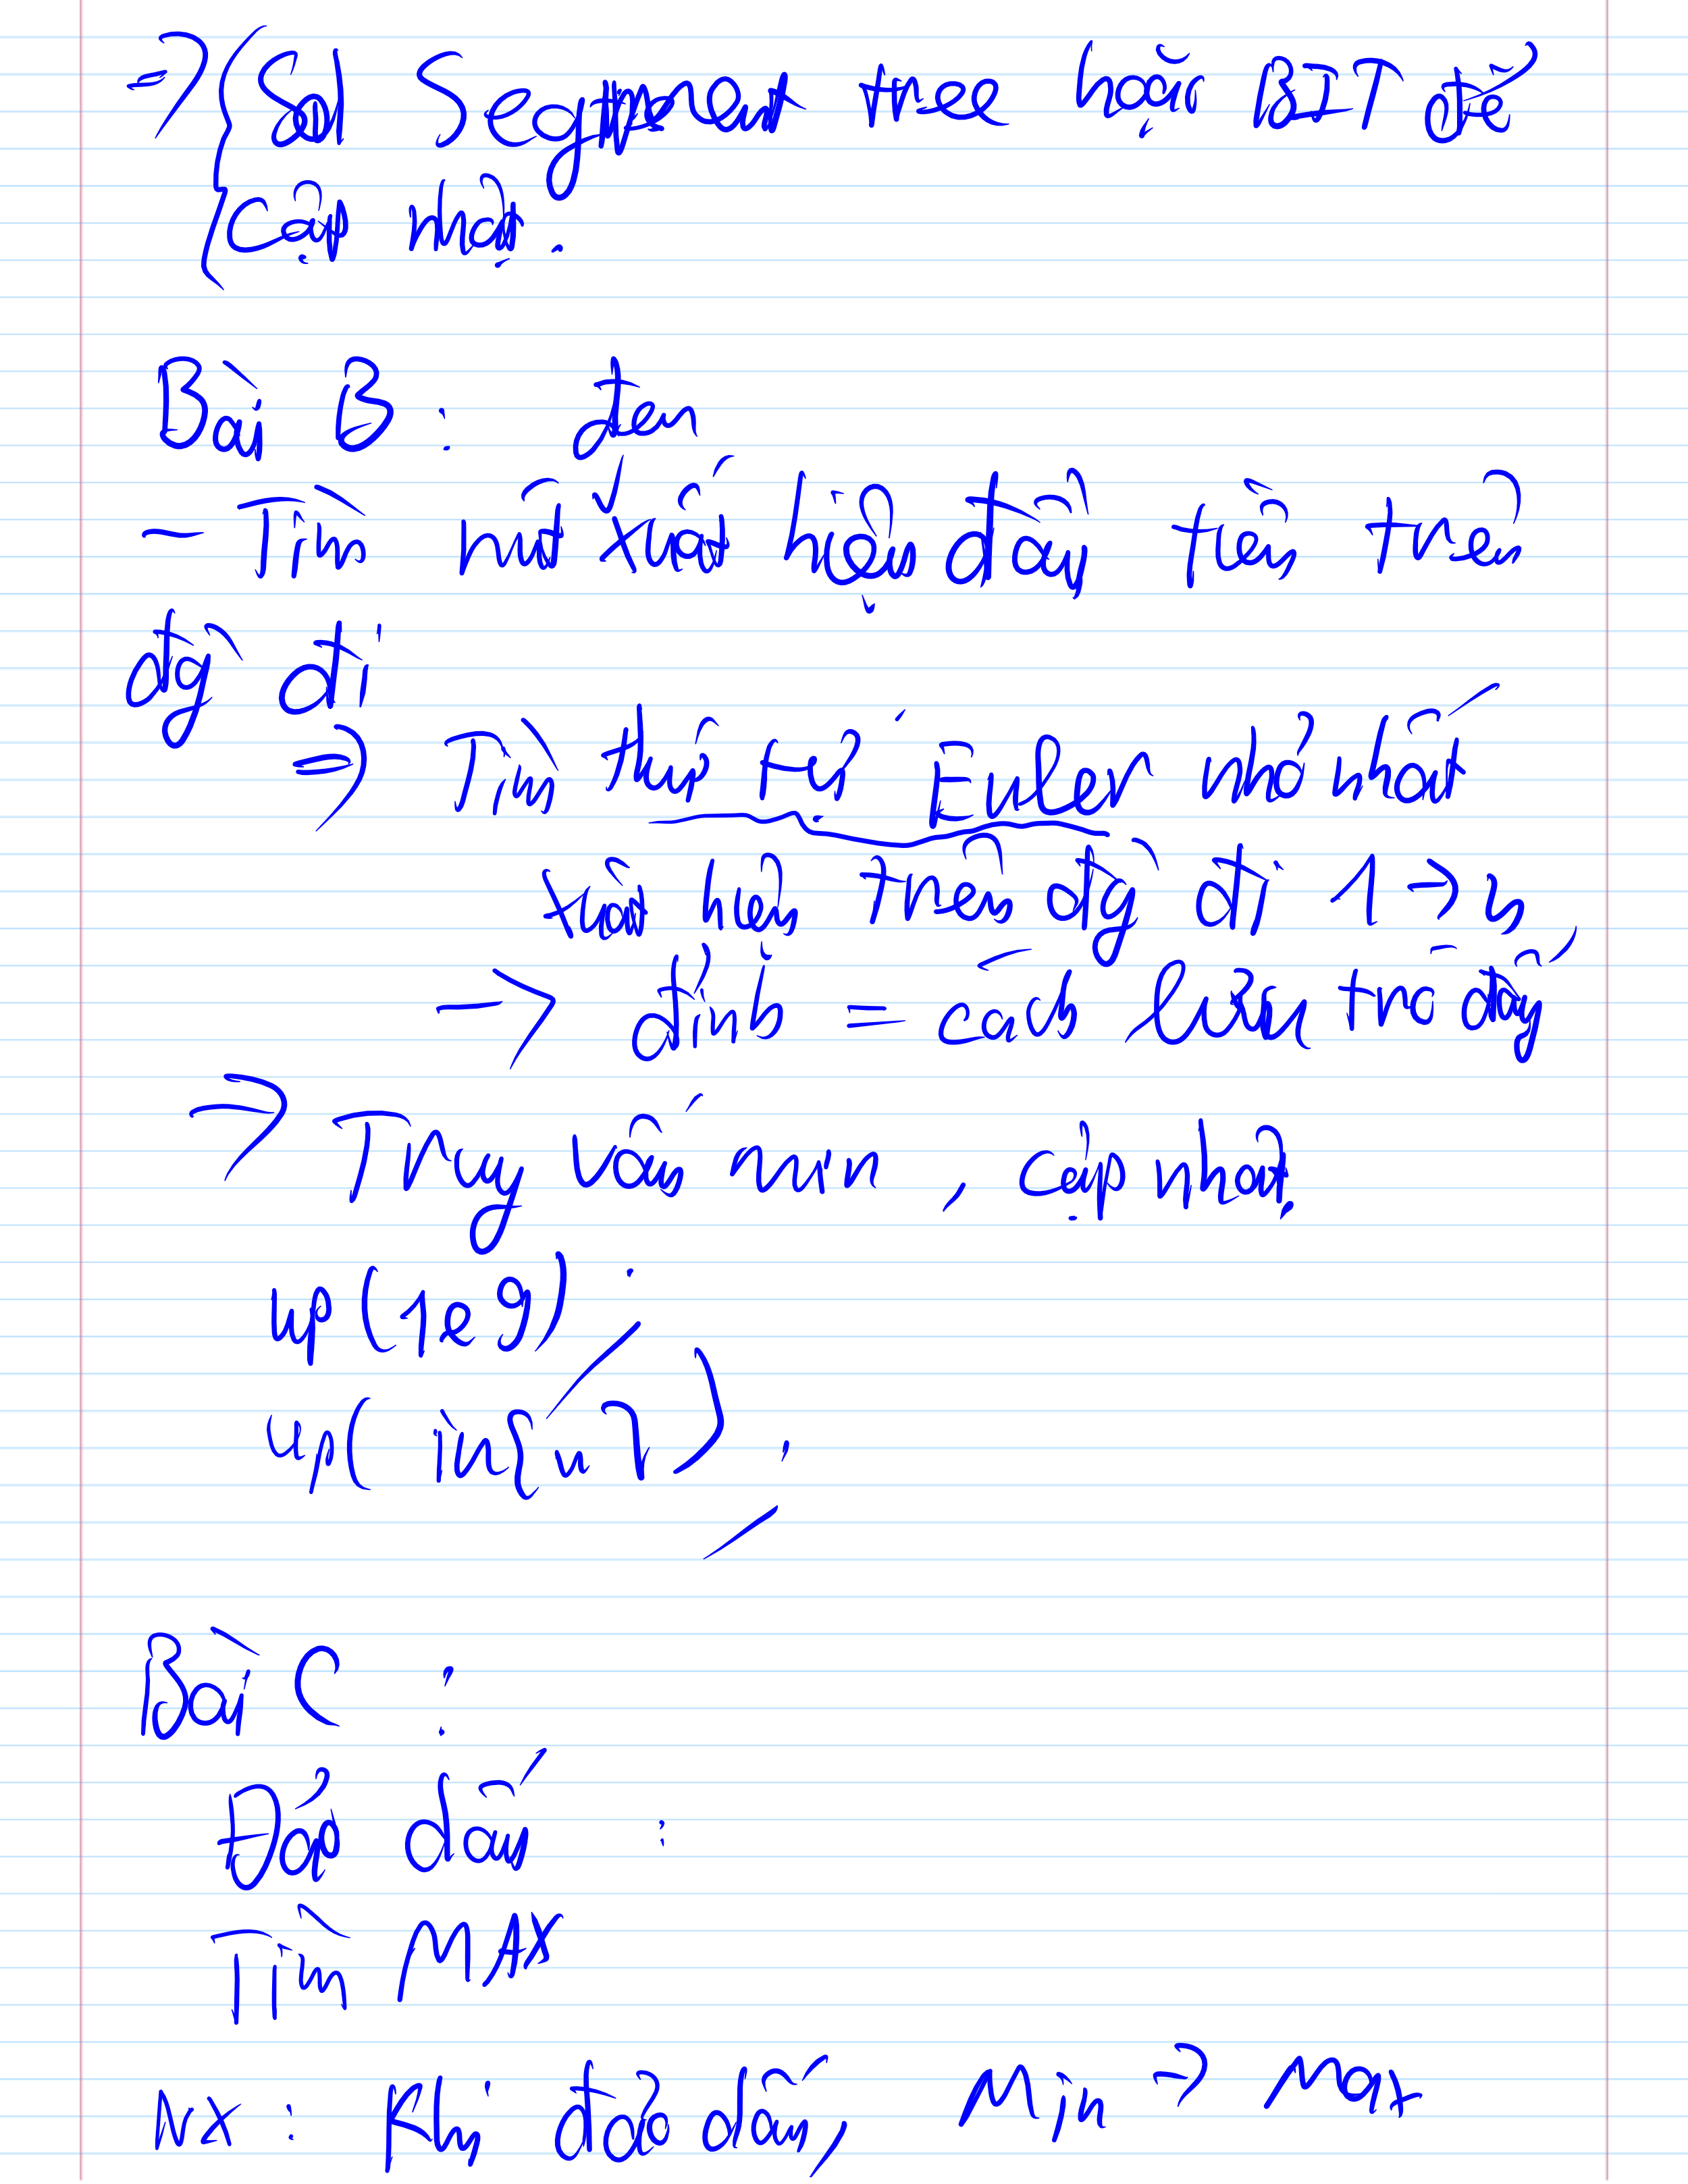 => Sd Segment tree hoặc BIT để
cập nhật.
Bài B: đen
- Tìm nút xuất hiện đầu tiên trên
đg đi
=> Tìm thứ tự Euler nhỏ nhất
xuất hiện trên đg đi 1 -> u
-> đỉnh = cách lưu trữ dãy
=> Truy vấn min, cập nhật.
up(1e9);
up(in[u]);
Bài C:
Đảo dấu:
Tìm MAX
NX: Khi đảo dấu, Min -> Max